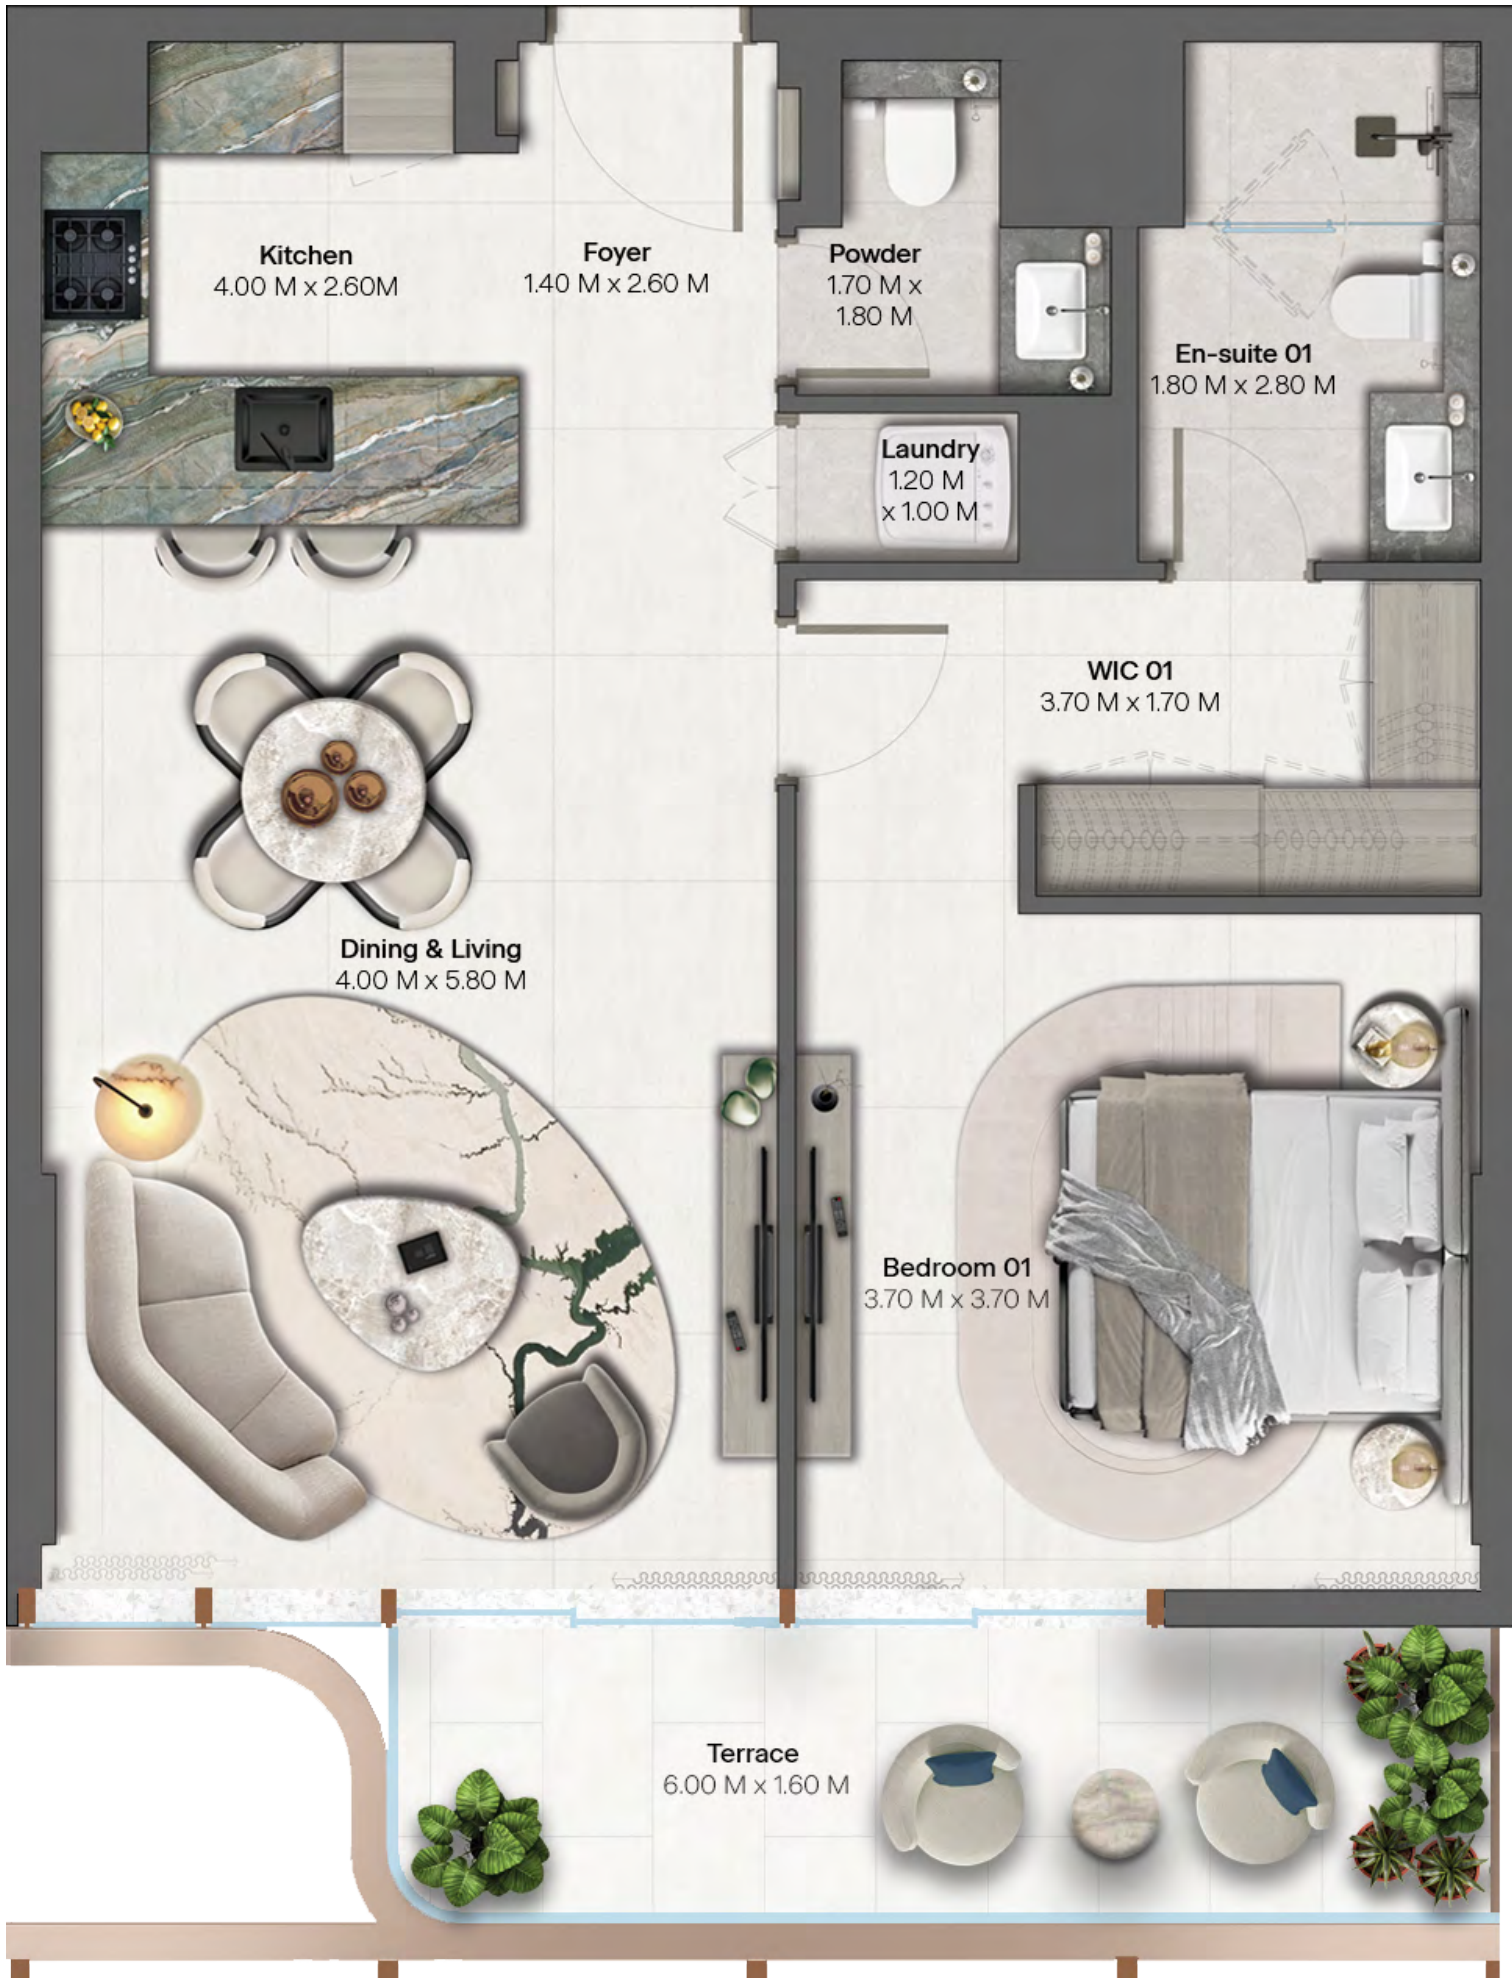 Kitchen
4.00 M x 2.60M
Foyer
1.40 M x 2.60 M
Powder
1.70 M x
1.80 M
En-suite 01
1.80 M x 2.80 M
Laundry
1.20 M
x 1.00 M
WIC 01
3.70 M x 1.70 M
Dining & Living
4.00 M x 5.80 M
Bedroom 01
3.70 M x 3.70 M
Terrace
6.00 M x 1.60 M